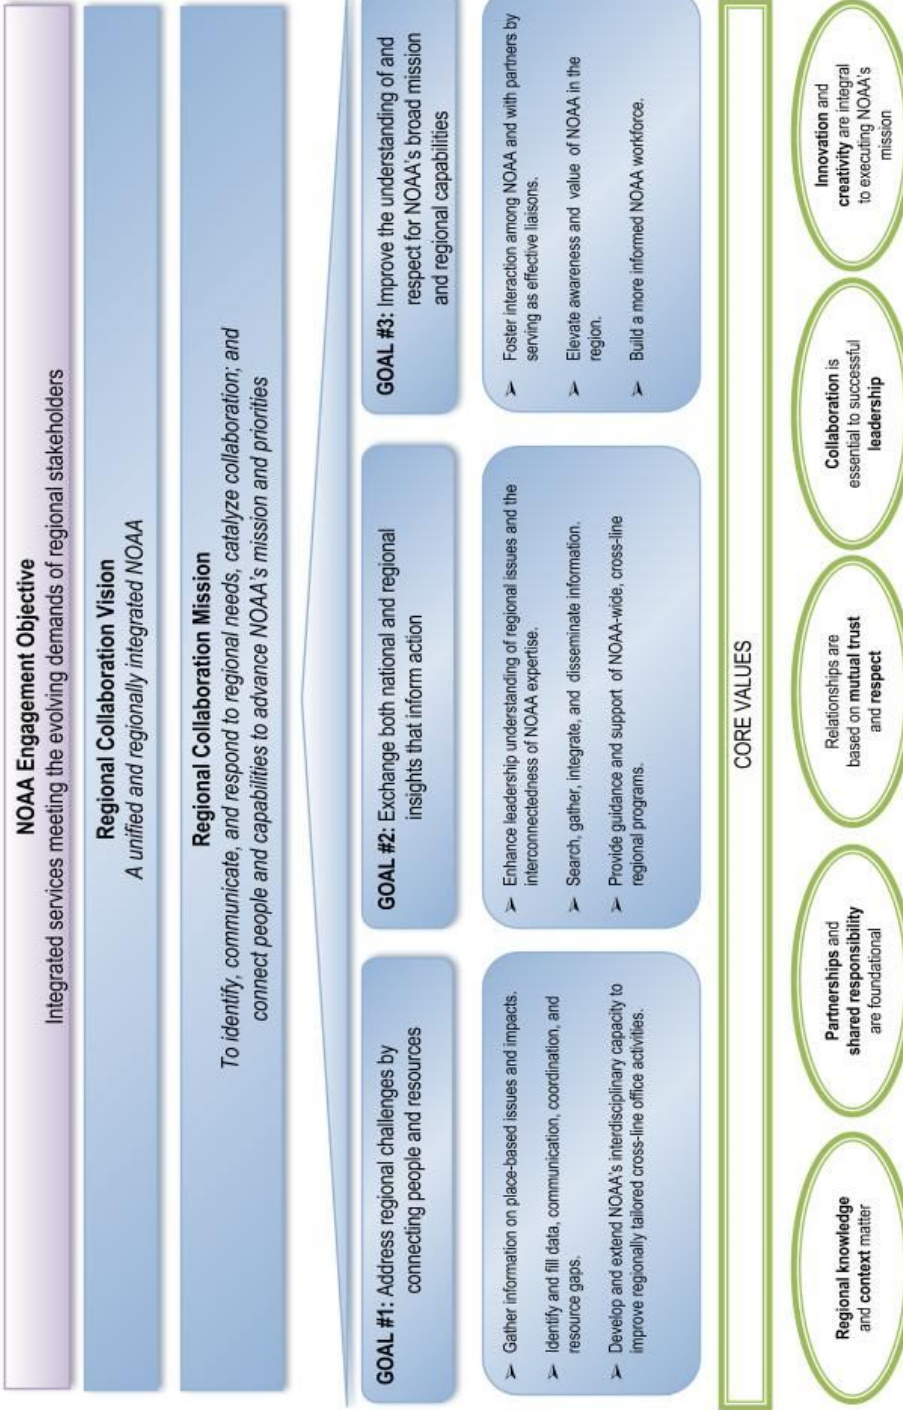 NOAA Engagement Objective
Integrated services meeting the evolving demands of regional stakeholders
Regional Collaboration Vision
A unified and regionally integrated NOAA
Regional Collaboration Mission
To identify, communicate, and respond to regional needs, catalyze collaboration; and
connect people and capabilities to advance NOAA's mission and priorities
GOAL #1: Address regional challenges by
connecting people and resources
➢ Gather information on place-based issues and impacts.
➢ Identify and fill data, communication, coordination, and
resource gaps.
➢ Develop and extend NOAA's interdisciplinary capacity to
improve regionally tailored cross-line office activities.
GOAL #2: Exchange both national and regional
insights that inform action
➢ Enhance leadership understanding of regional issues and the
interconnectedness of NOAA expertise.
➢ Search, gather, integrate, and disseminate information.
➢ Provide guidance and support of NOAA-wide, cross-line
regional programs.
GOAL #3: Improve the understanding of and
respect for NOAA's broad mission
and regional capabilities
➢ Foster interaction among NOAA and with partners by
serving as effective liaisons.
➢ Elevate awareness and value of NOAA in the
region.
➢ Build a more informed NOAA workforce.
CORE VALUES
Regional knowledge
and context matter
Partnerships and
shared responsibility
are foundational
Relationships are
based on mutual trust
and respect
Collaboration is
essential to successful
leadership
Innovation and
creativity are integral
to executing NOAA's
mission